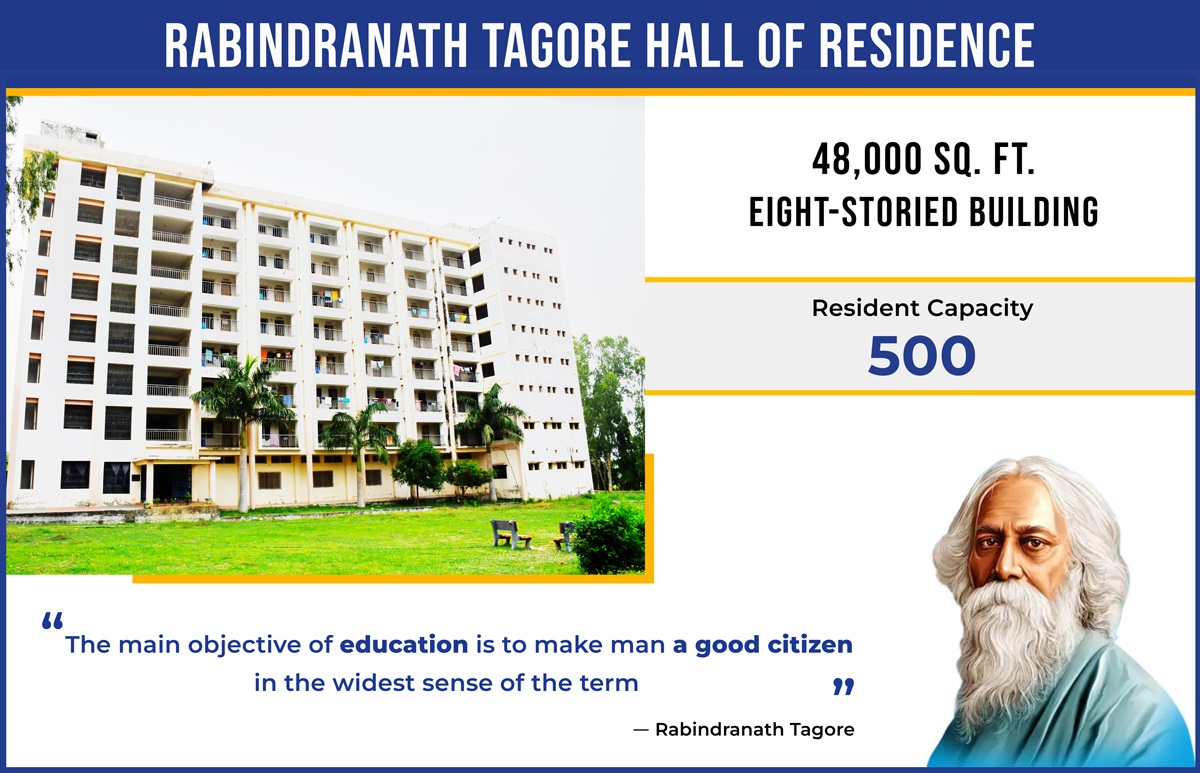 RABINDRANATH TAGORE HALL OF RESIDENCE
48,000 SQ. FT.
EIGHT-STORIED BUILDING
Resident Capacity
500
“The main objective of education is to make man a good citizen
in the widest sense of the term ”
— Rabindranath Tagore